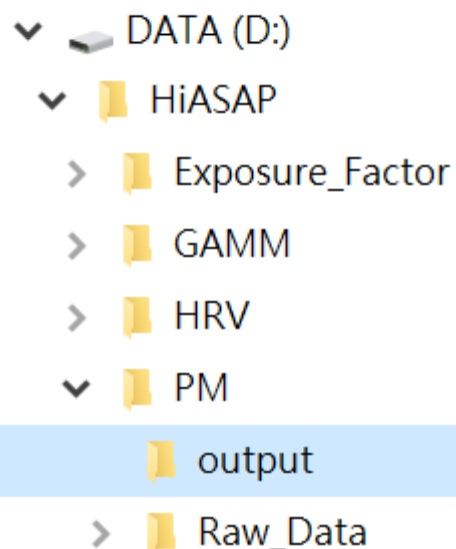 DATA (D:)
HiASAP
Exposure_Factor
GAMM
HRV
PM
output
Raw_Data